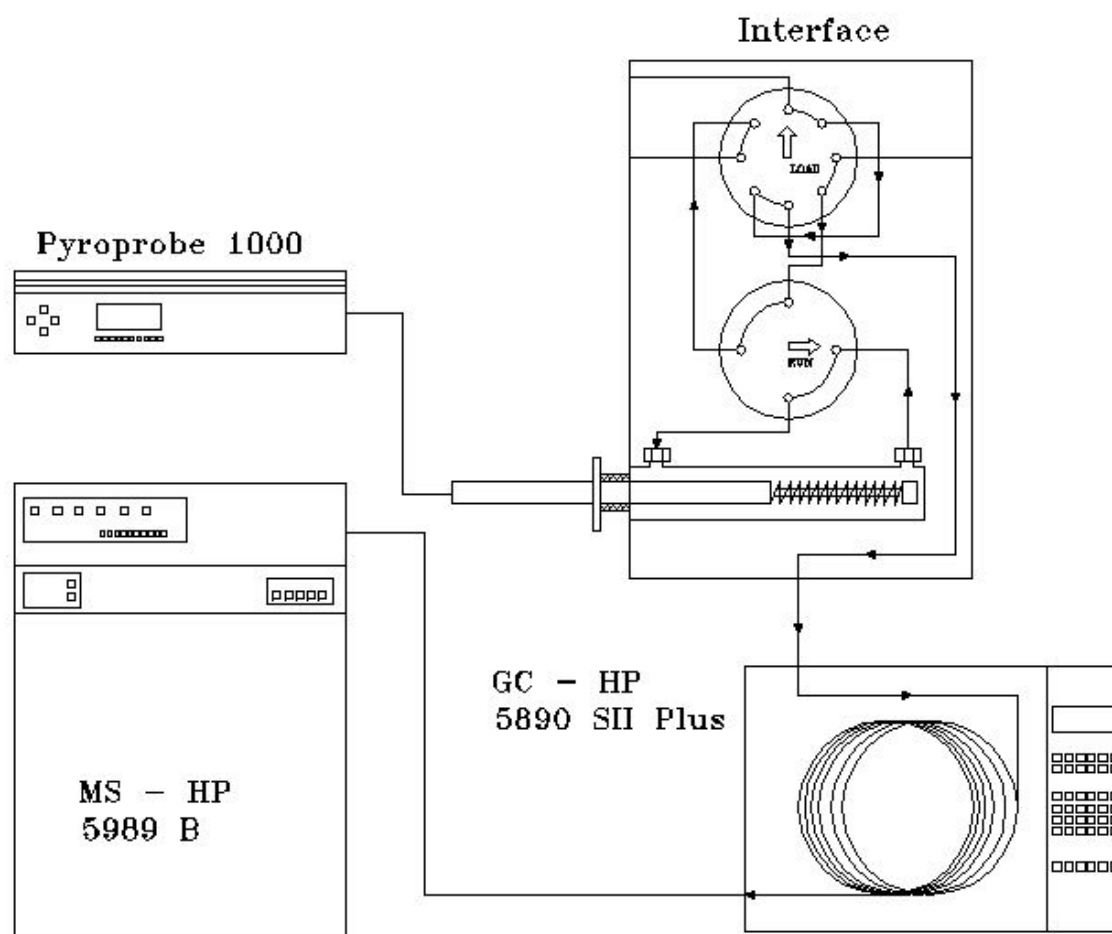 Interface
LOAD
Pyroprobe 1000
RUN
GC - HP
5890 SII Plus
MS - HP
5989 B